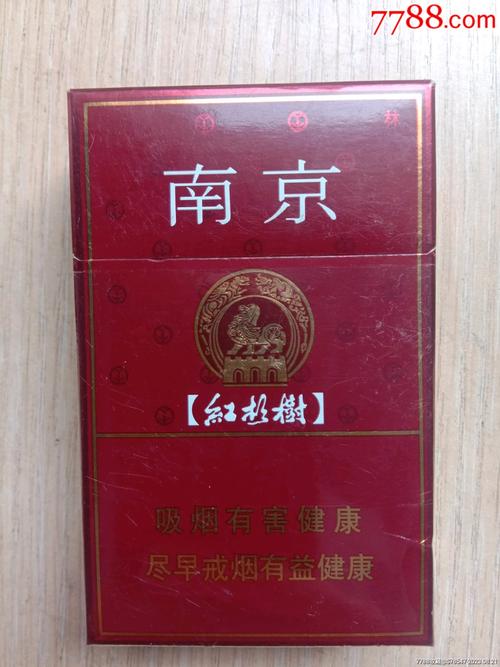 7788.com
林
南京
【紅杉樹】
吸烟有害健康
尽早戒烟有益健康